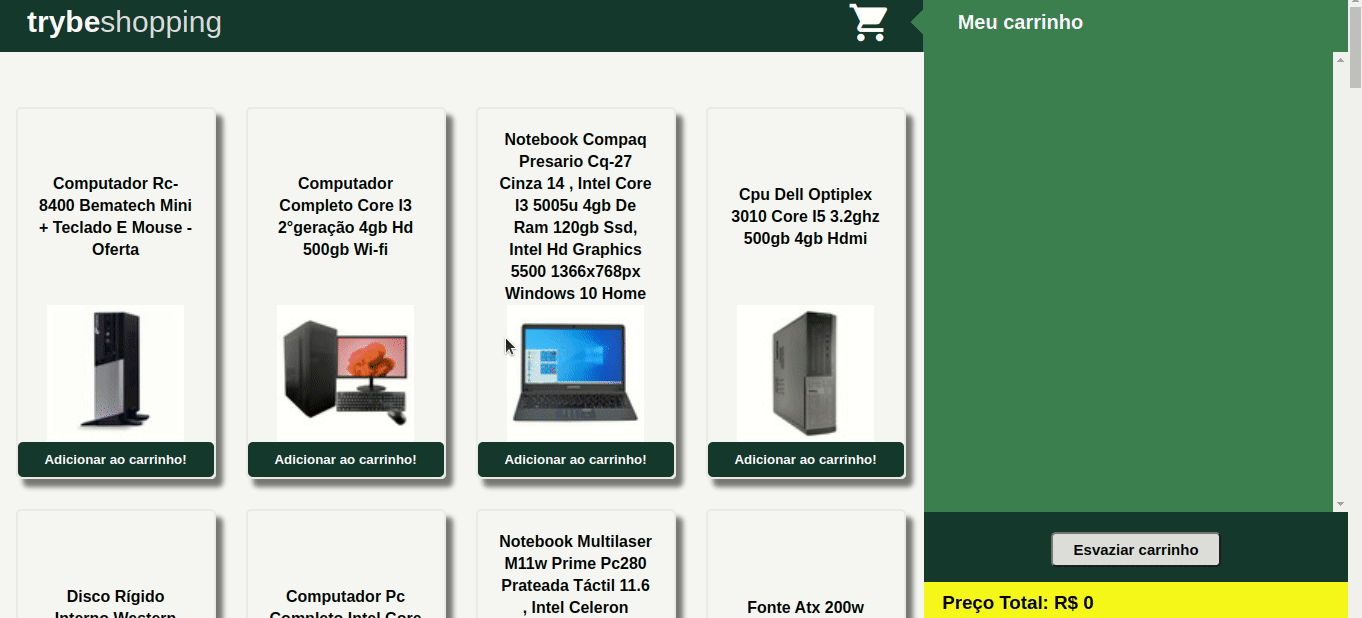 trybeshopping
Meu carrinho
Computador Rc-
8400 Bematech Mini
+ Teclado E Mouse -
Oferta
Adicionar ao carrinho!
Computador
Completo Core I3
2°geração 4gb Hd
500gb Wi-fi
Adicionar ao carrinho!
Notebook Compaq
Presario Cq-27
Cinza 14 , Intel Core
I3 5005u 4gb De
Ram 120gb Ssd,
Intel Hd Graphics
5500 1366x768px
Windows 10 Home
Adicionar ao carrinho!
Cpu Dell Optiplex
3010 Core I5 3.2ghz
500gb 4gb Hdmi
Adicionar ao carrinho!
Disco Rígido
Interno Western
Computador Pc
Completo Intel Core
Notebook Multilaser
M11w Prime Pc280
Prateada Táctil 11.6
, Intel Celeron
Fonte Atx 200w
Esvaziar carrinho
Preço Total: R$ 0